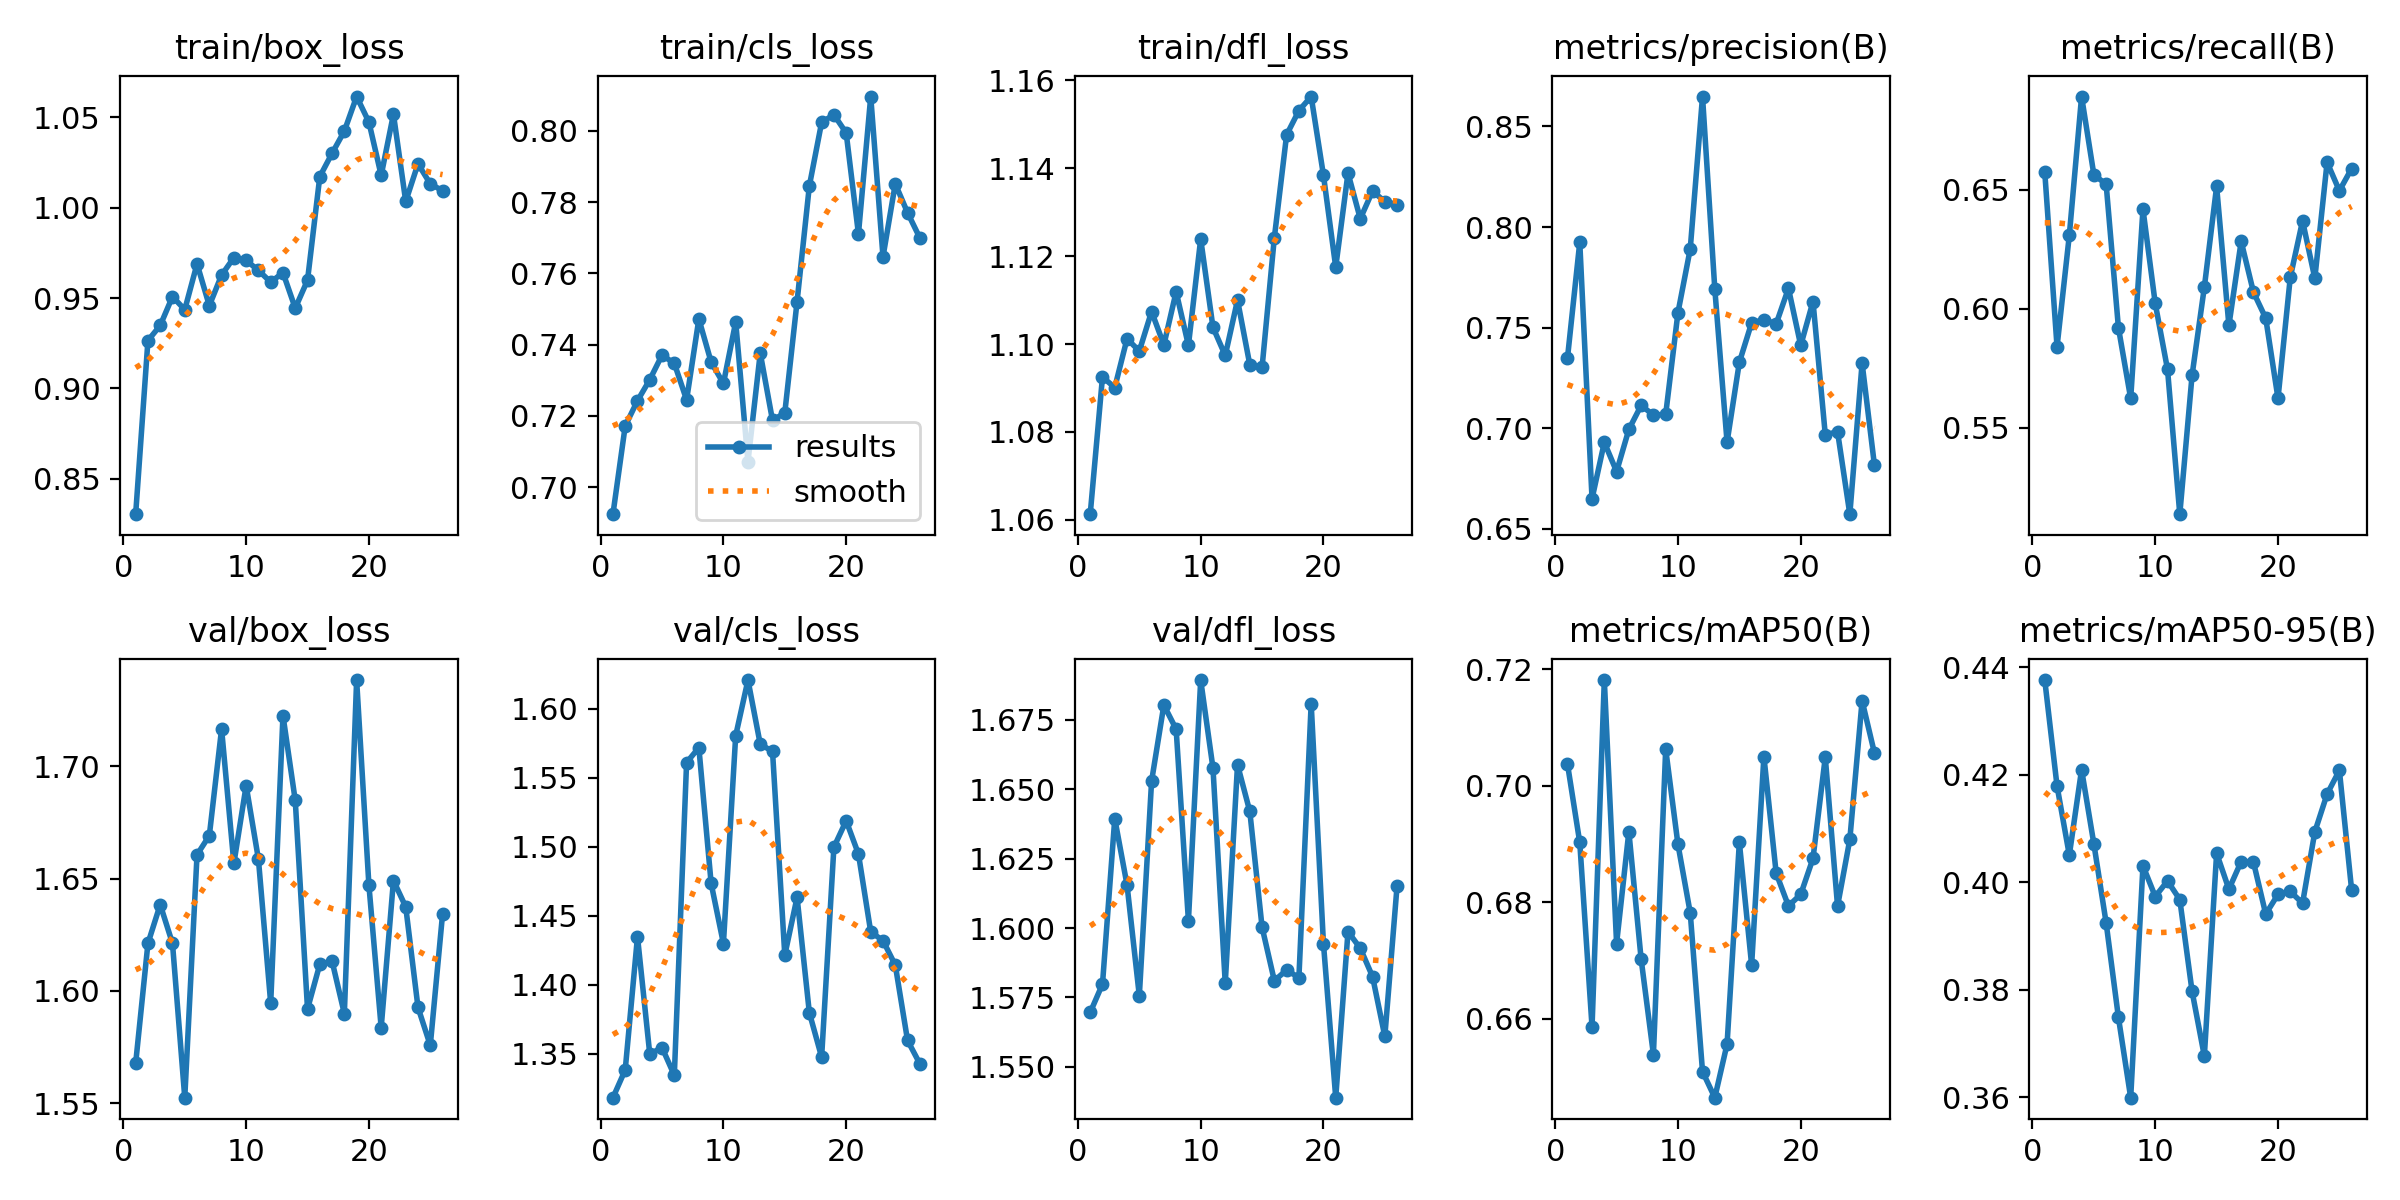 train/box_loss
train/cls_loss
train/dfl_loss
metrics/precision(B)
metrics/recall(B)
1.05
1.00
0.95
0.90
0.85
0 10 20
0.80
0.78
0.76
0.74
0.72
0.70
results
smooth
0 10 20
1.16
1.14
1.12
1.10
1.08
1.06
0 10 20
0.85
0.80
0.75
0.70
0.65
0 10 20
0.65
0.60
0.55
0 10 20
val/box_loss
val/cls_loss
val/dfl_loss
metrics/mAP50(B)
metrics/mAP50-95(B)
1.70
1.65
1.60
1.55
0 10 20
1.60
1.55
1.50
1.45
1.40
1.35
0 10 20
1.675
1.650
1.625
1.600
1.575
1.550
0 10 20
0.72
0.70
0.68
0.66
0 10 20
0.44
0.42
0.40
0.38
0.36
0 10 20